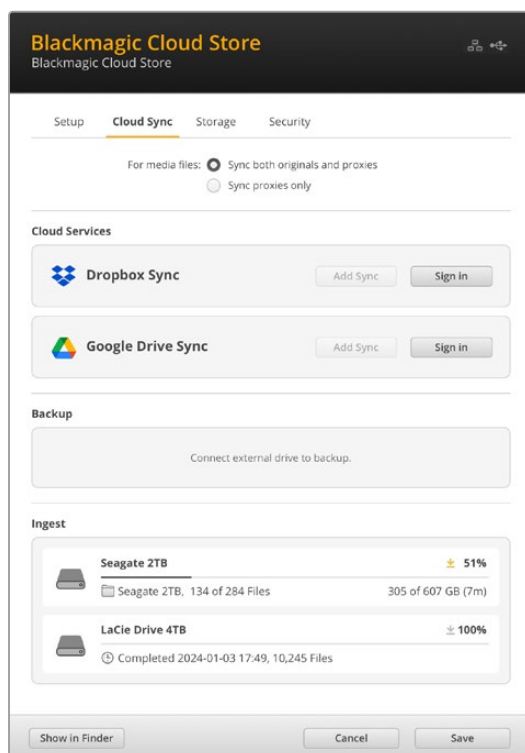 Blackmagic Cloud Store
Blackmagic Cloud Store
Setup Cloud Sync Storage Security
For media files: Sync both originals and proxies
Sync proxies only
Cloud Services
Dropbox Sync Add Sync Sign in
Google Drive Sync Add Sync Sign in
Backup
Connect external drive to backup.
Ingest
Seagate 2TB 51%
Seagate 2TB, 134 of 284 Files 305 of 607 GB (7m)
LaCie Drive 4TB 100%
Completed 2024-01-03 17:49, 10,245 Files
Show in Finder Cancel Save